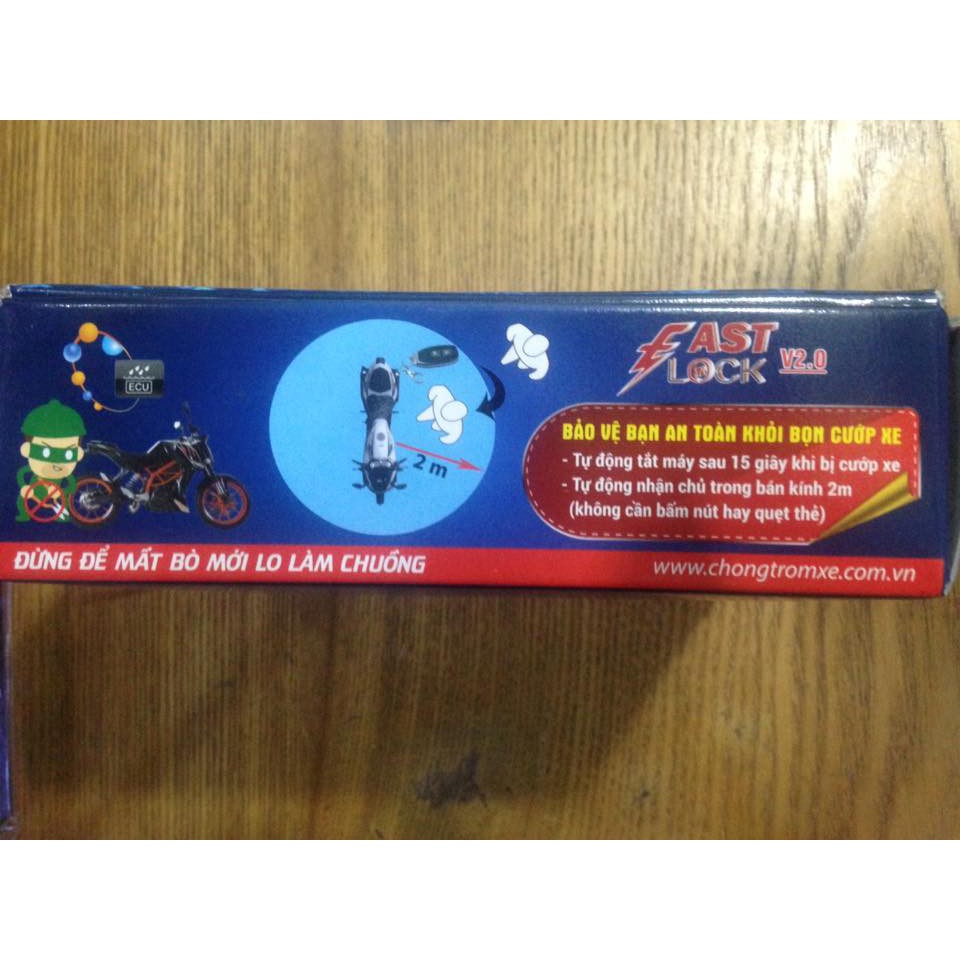 ECU
2 m
FAST
LOCK V2.0
BẢO VỆ BẠN AN TOÀN KHỎI BỌN CƯỚP XE
- Tự động tắt máy sau 15 giây khi bị cướp xe
- Tự động nhận chủ trong bán kính 2m
(không cần bấm nút hay quẹt thẻ)
ĐỪNG ĐỂ MẤT BÒ MỚI LO LÀM CHUỒNG
www.chongtromxe.com.vn